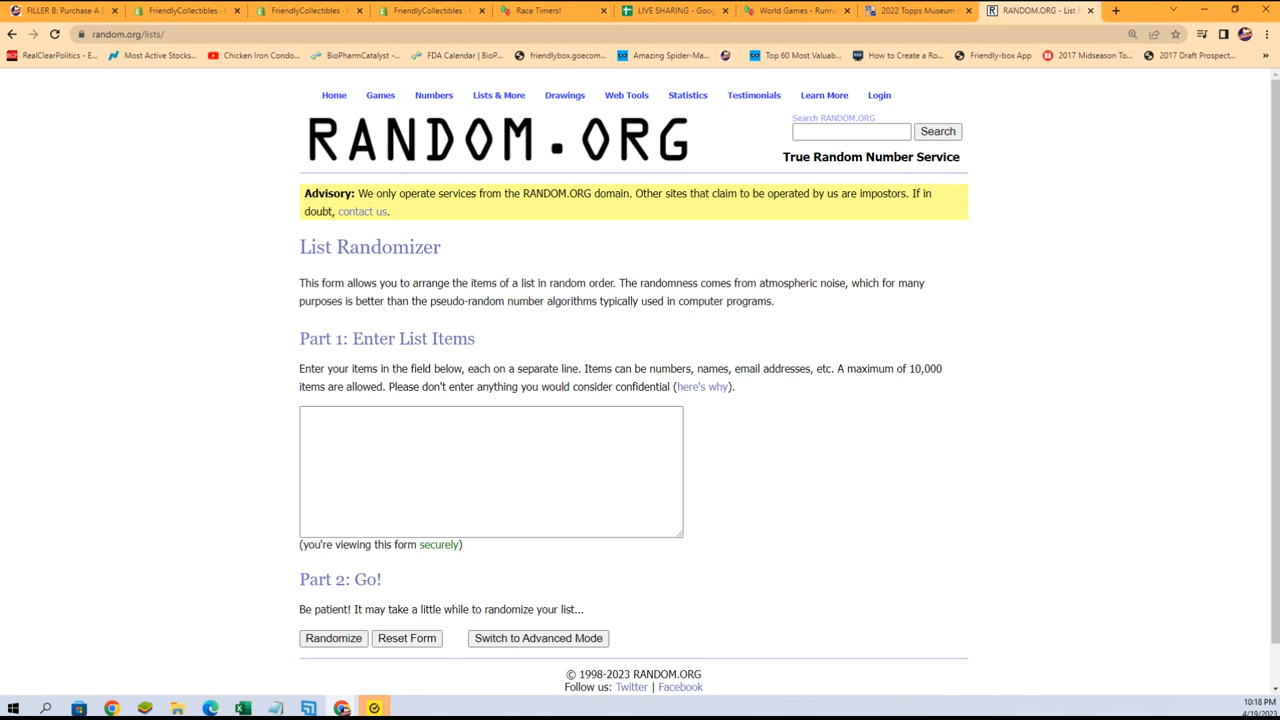 FILLER B: Purchase A
FriendlyCollectibles -
FriendlyCollectibles -
FriendlyCollectibles -
Race Timers!
LIVE SHARING - Goog
World Games - Runni
2022 Topps Museum
RANDOM.ORG - List
random.org/lists/
RealClearPolitics - E...
Most Active Stocks...
Chicken Iron Condo...
BioPharmCatalyst -...
FDA Calendar | BioP...
friendlybox.goecom...
Amazing Spider-Ma...
Top 60 Most Valuab...
How to Create a Ro...
Friendly-box App
2017 Midseason To...
2017 Draft Prospect...
Home Games Numbers Lists & More Drawings Web Tools Statistics Testimonials Learn More Login
RANDOM.ORG
Search RANDOM.ORG
Search
True Random Number Service
Advisory: We only operate services from the RANDOM.ORG domain. Other sites that claim to be operated by us are impostors. If in
doubt, contact us.
List Randomizer
This form allows you to arrange the items of a list in random order. The randomness comes from atmospheric noise, which for many
purposes is better than the pseudo-random number algorithms typically used in computer programs.
Part 1: Enter List Items
Enter your items in the field below, each on a separate line. Items can be numbers, names, email addresses, etc. A maximum of 10,000
items are allowed. Please don't enter anything you would consider confidential (here's why).
(you're viewing this form securely)
Part 2: Go!
Be patient! It may take a little while to randomize your list...
Randomize Reset Form Switch to Advanced Mode
© 1998-2023 RANDOM.ORG
Follow us: Twitter | Facebook
10:18 PM
4/19/2023